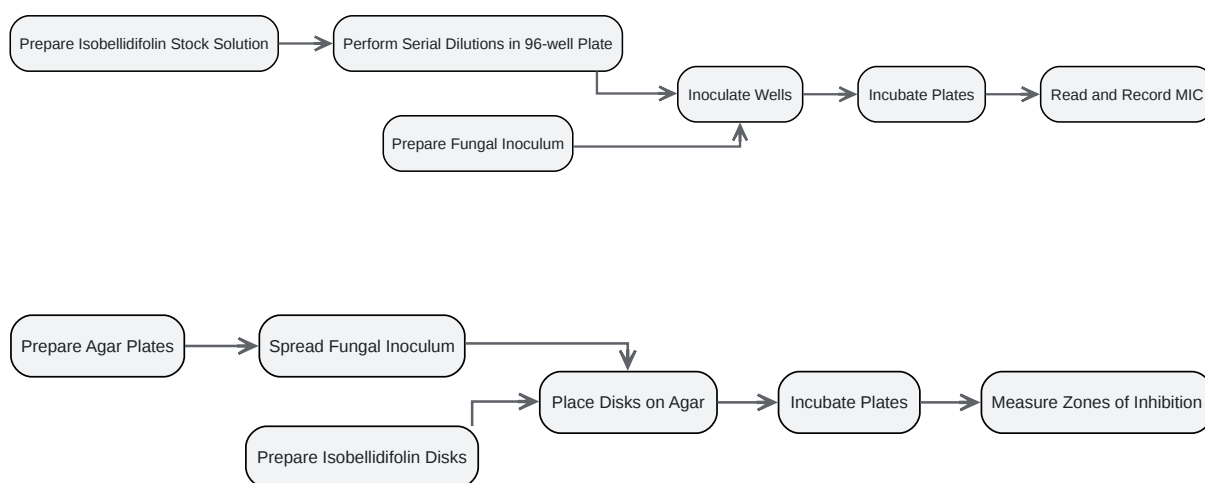 Prepare Isobellidifolin Stock Solution
Perform Serial Dilutions in 96-well Plate
Inoculate Wells
Incubate Plates
Read and Record MIC
Prepare Fungal Inoculum
Prepare Agar Plates
Spread Fungal Inoculum
Place Disks on Agar
Incubate Plates
Measure Zones of Inhibition
Prepare Isobellidifolin Disks